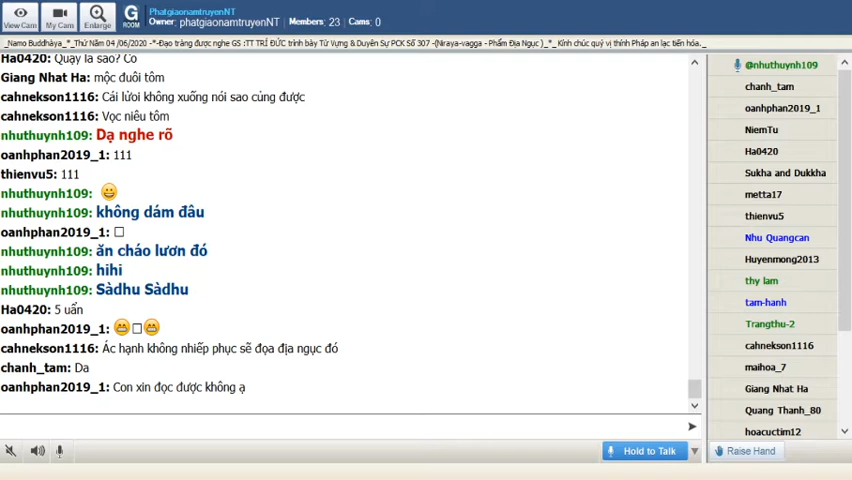 PhatgiaonamtruyenNT
Owner: phatgiaonamtruyenNT Members: 23 Cams: 0
View Cam My Cam Enlarge G ROOM
_Namo Buddhàya_*_Thứ Năm 04 /06/2020 -*-Đạo tràng được nghe GS :TT TRÍ ĐỨC trình bày Từ Vựng & Duyên Sự PCK Số 307 -(Niraya-vagga - Phẩm Địa Ngục )_*_Kính chúc quý vị thính Pháp an lạc tiến hóa._
Ha0420: Quậy là sao? Cô
Giang Nhat Ha: mộc đuôi tôm
cahnekson1116: Cái lửơi không xuống nói sao củng được
cahnekson1116: Vọc niêu tôm
nhuthuynh109: Dạ nghe rõ
oanhphan2019_1: 111
thienvu5: 111
nhuthuynh109: 😀
nhuthuynh109: không dám đâu
oanhphan2019_1: □
nhuthuynh109: ăn cháo lươn đó
nhuthuynh109: hihi
nhuthuynh109: Sàdhu Sàdhu
Ha0420: 5 uẩn
oanhphan2019_1: 😁□😁
cahnekson1116: Ác hạnh không nhiếp phục sẽ đọa địa ngục đó
chanh_tam: Da
oanhphan2019_1: Con xin đọc được không ạ
@nhuthuynh109
chanh_tam
oanhphan2019_1
NiemTu
Ha0420
Sukha and Dukkha
metta17
thienvu5
Nhu Quangcan
Huyenmong2013
thy lam
tam-hanh
Trangthu-2
cahnekson1116
maihoa_7
Giang Nhat Ha
Quang Thanh_80
hoacuctim12
Hold to Talk
Raise Hand